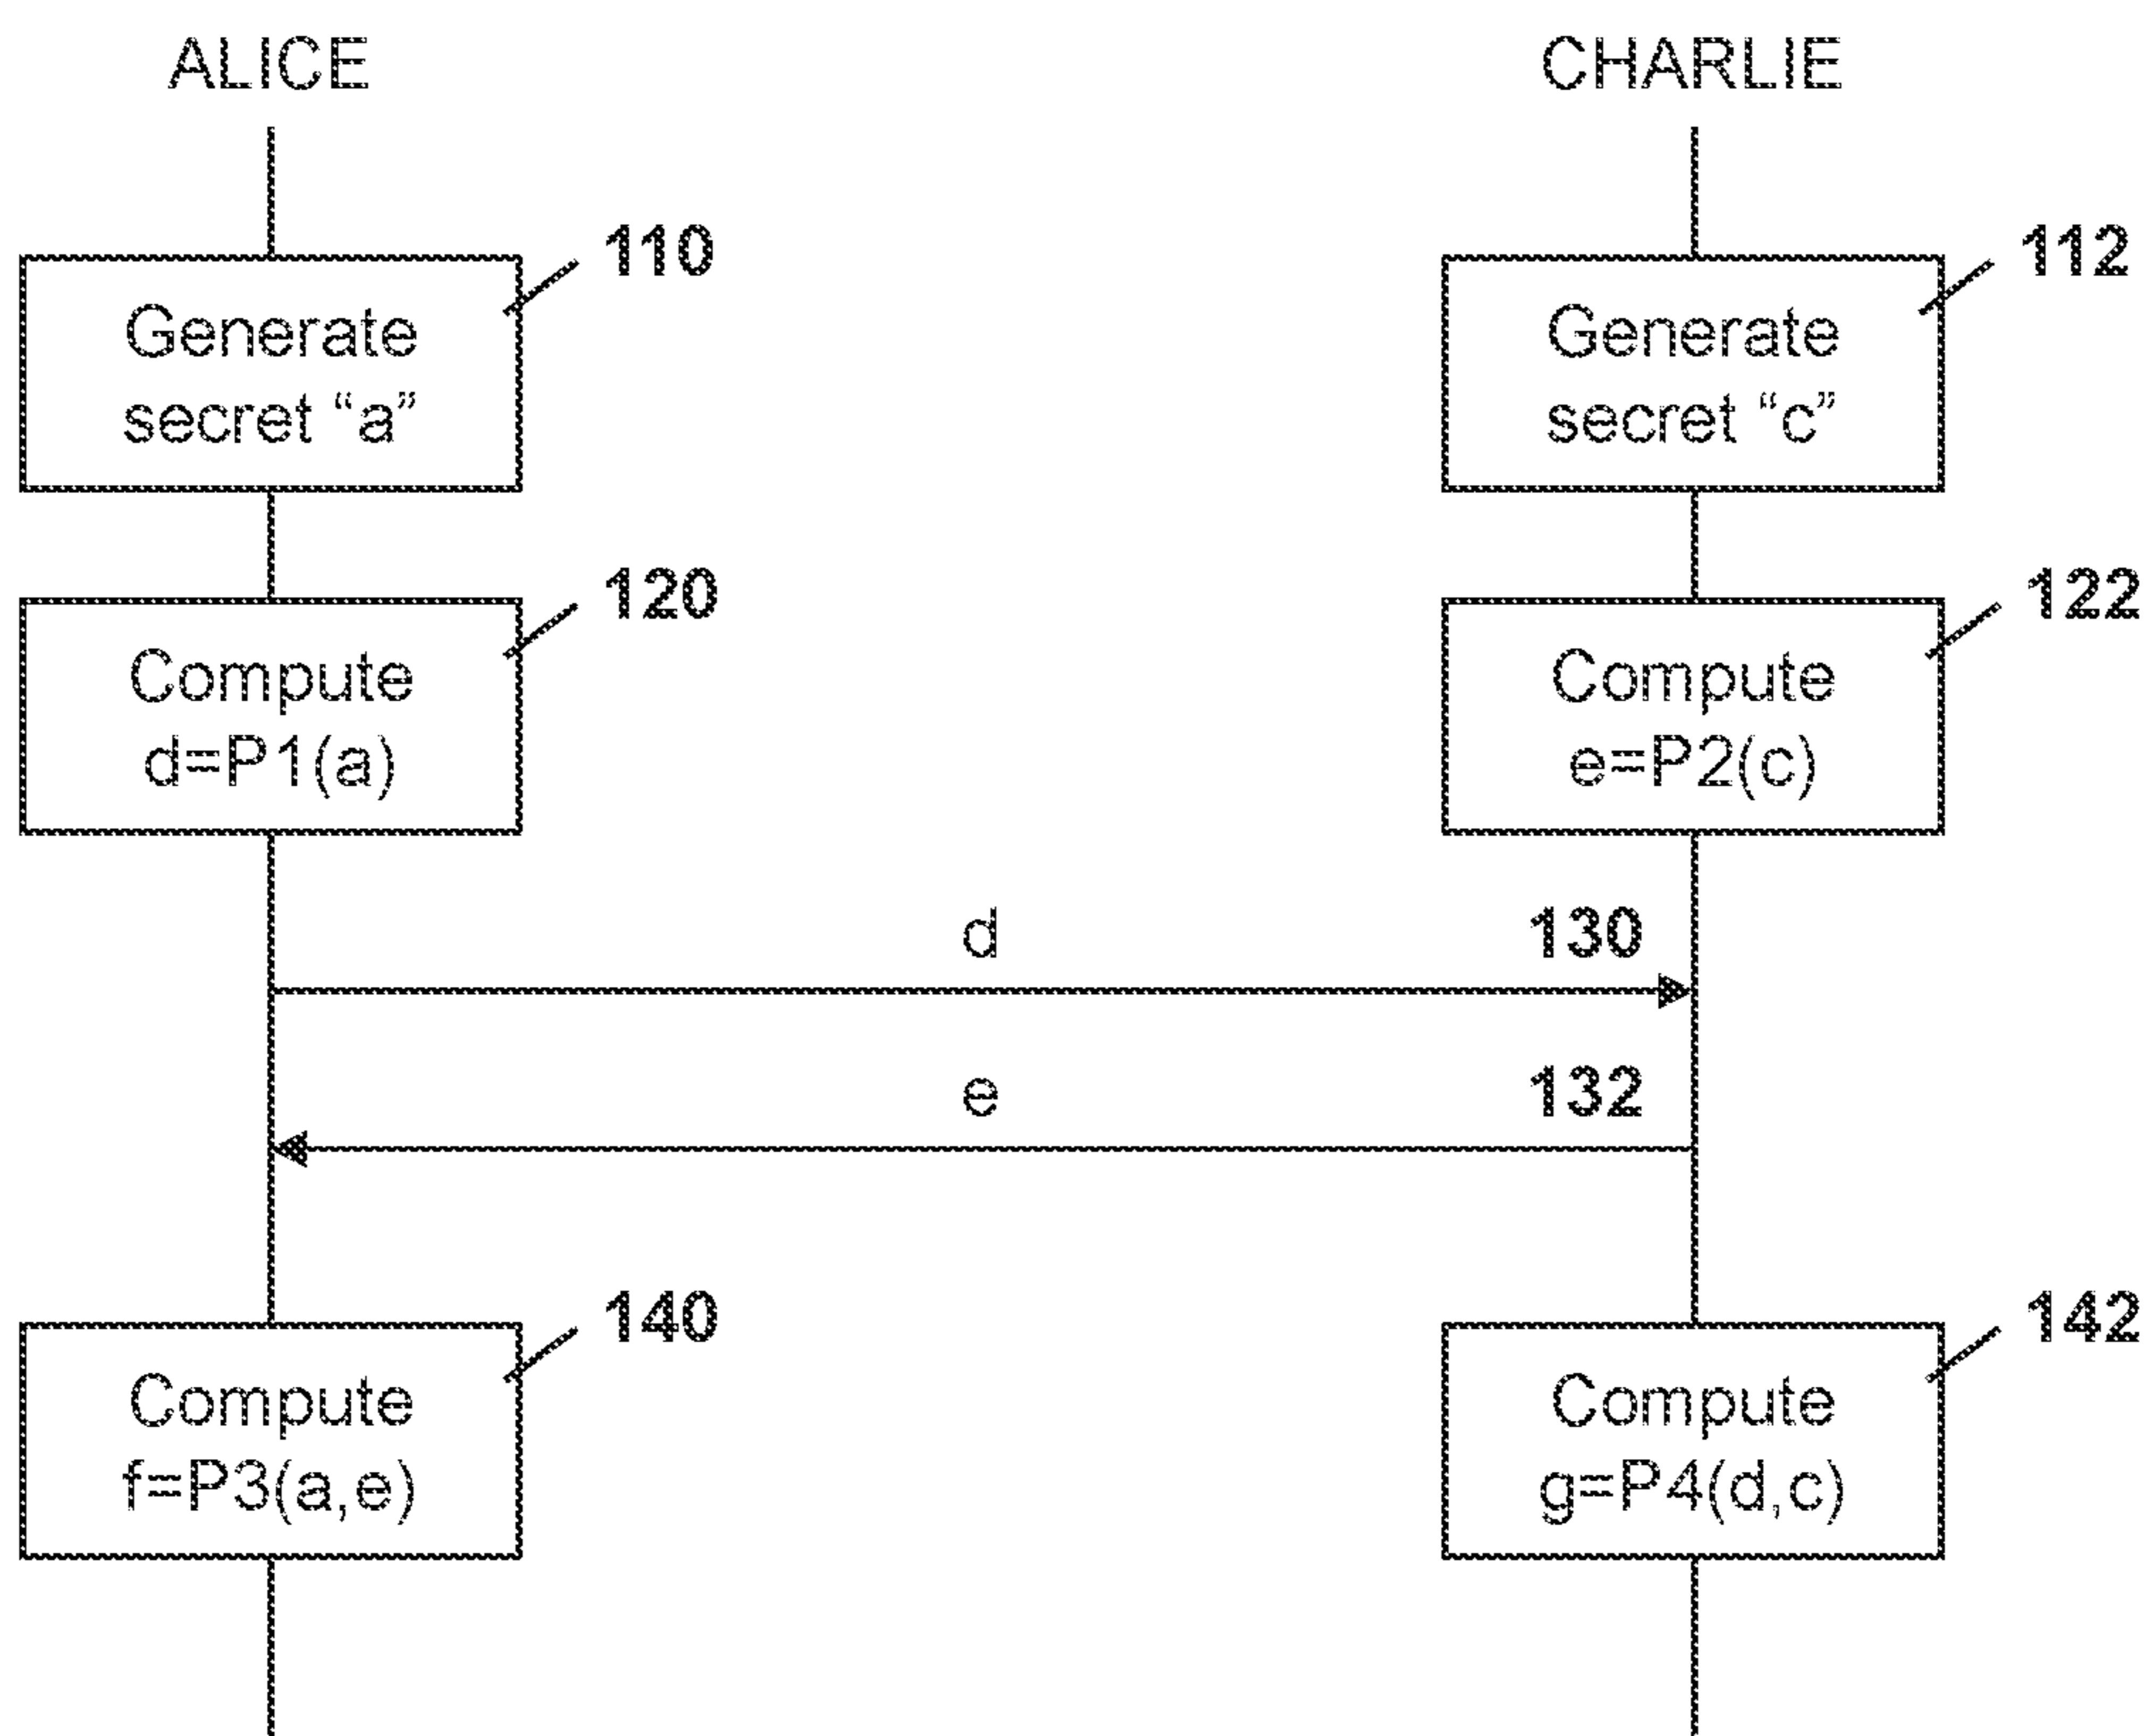 ALICE
CHARLIE
110
112
Generate
secret “a”
Generate
secret “c”
120
122
Compute
d=P1(a)
Compute
e=P2(c)
d
130
e
132
140
142
Compute
f=P3(a,e)
Compute
g=P4(d,c)